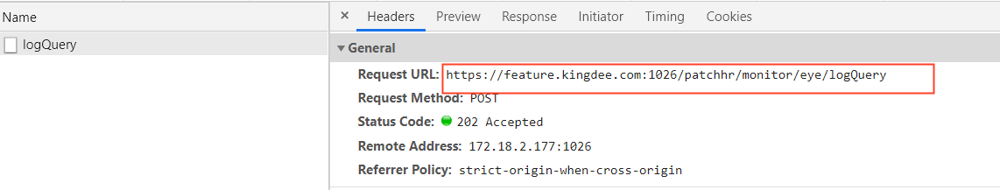 Name
logQuery
× Headers Preview Response Initiator Timing Cookies
▼ General
Request URL: https://feature.kingdee.com:1026/patchhr/monitor/eye/logQuery
Request Method: POST
Status Code: 202 Accepted
Remote Address: 172.18.2.177:1026
Referrer Policy: strict-origin-when-cross-origin